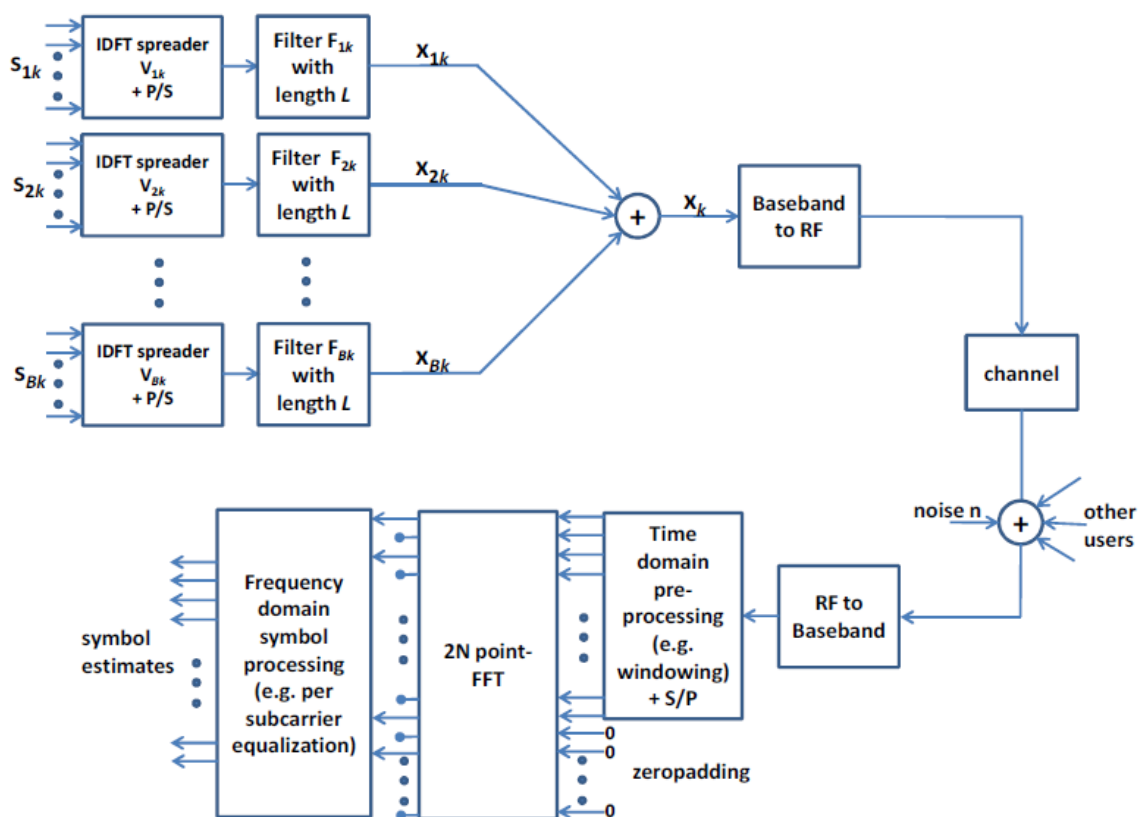 S1k
IDFT spreader
V1k
+ P/S
Filter F1k
with
length L
x1k
S2k
IDFT spreader
V2k
+ P/S
Filter F2k
with
length L
x2k
+
xk
Baseband
to RF
SBk
IDFT spreader
VBk
+ P/S
Filter FBk
with
length L
xBk
channel
noise n
+
other
users
RF to
Baseband
Time
domain
pre-
processing
(e.g.
windowing)
+ S/P
0
0
0
zeropadding
2N point-
FFT
Frequency
domain
symbol
processing
(e.g. per
subcarrier
equalization)
symbol
estimates